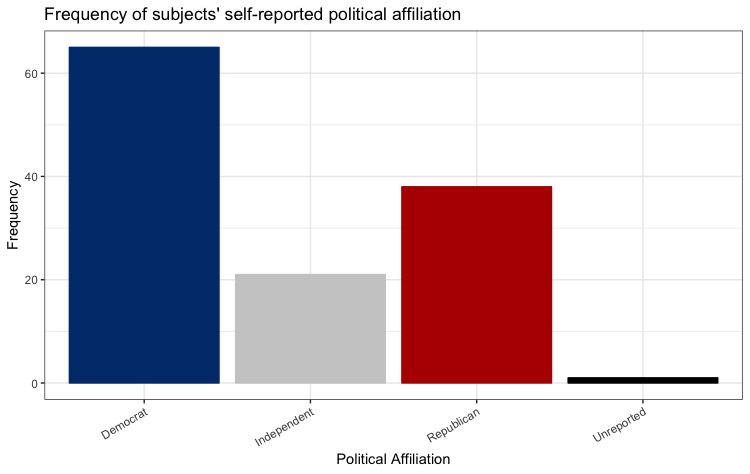 Frequency of subjects' self-reported political affiliation
Frequency
60
40
20
0
Democrat
Independent
Republican
Unreported
Political Affiliation